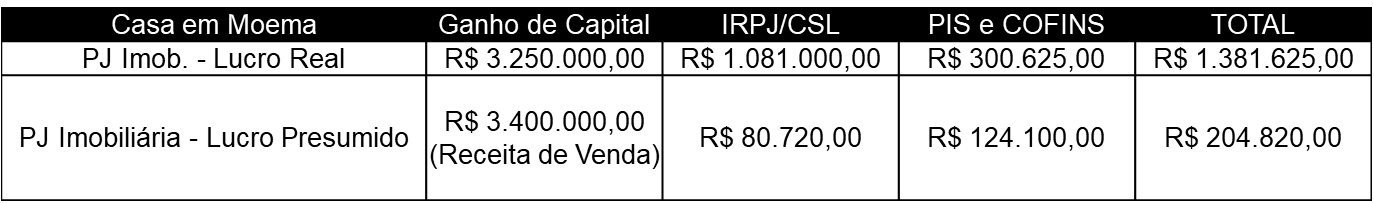 Casa em Moema Ganho de Capital IRPJ/CSL PIS e COFINS TOTAL
PJ Imob. - Lucro Real R$ 3.250.000,00 R$ 1.081.000,00 R$ 300.625,00 R$ 1.381.625,00
PJ Imobiliária - Lucro Presumido R$ 3.400.000,00 (Receita de Venda) R$ 80.720,00 R$ 124.100,00 R$ 204.820,00